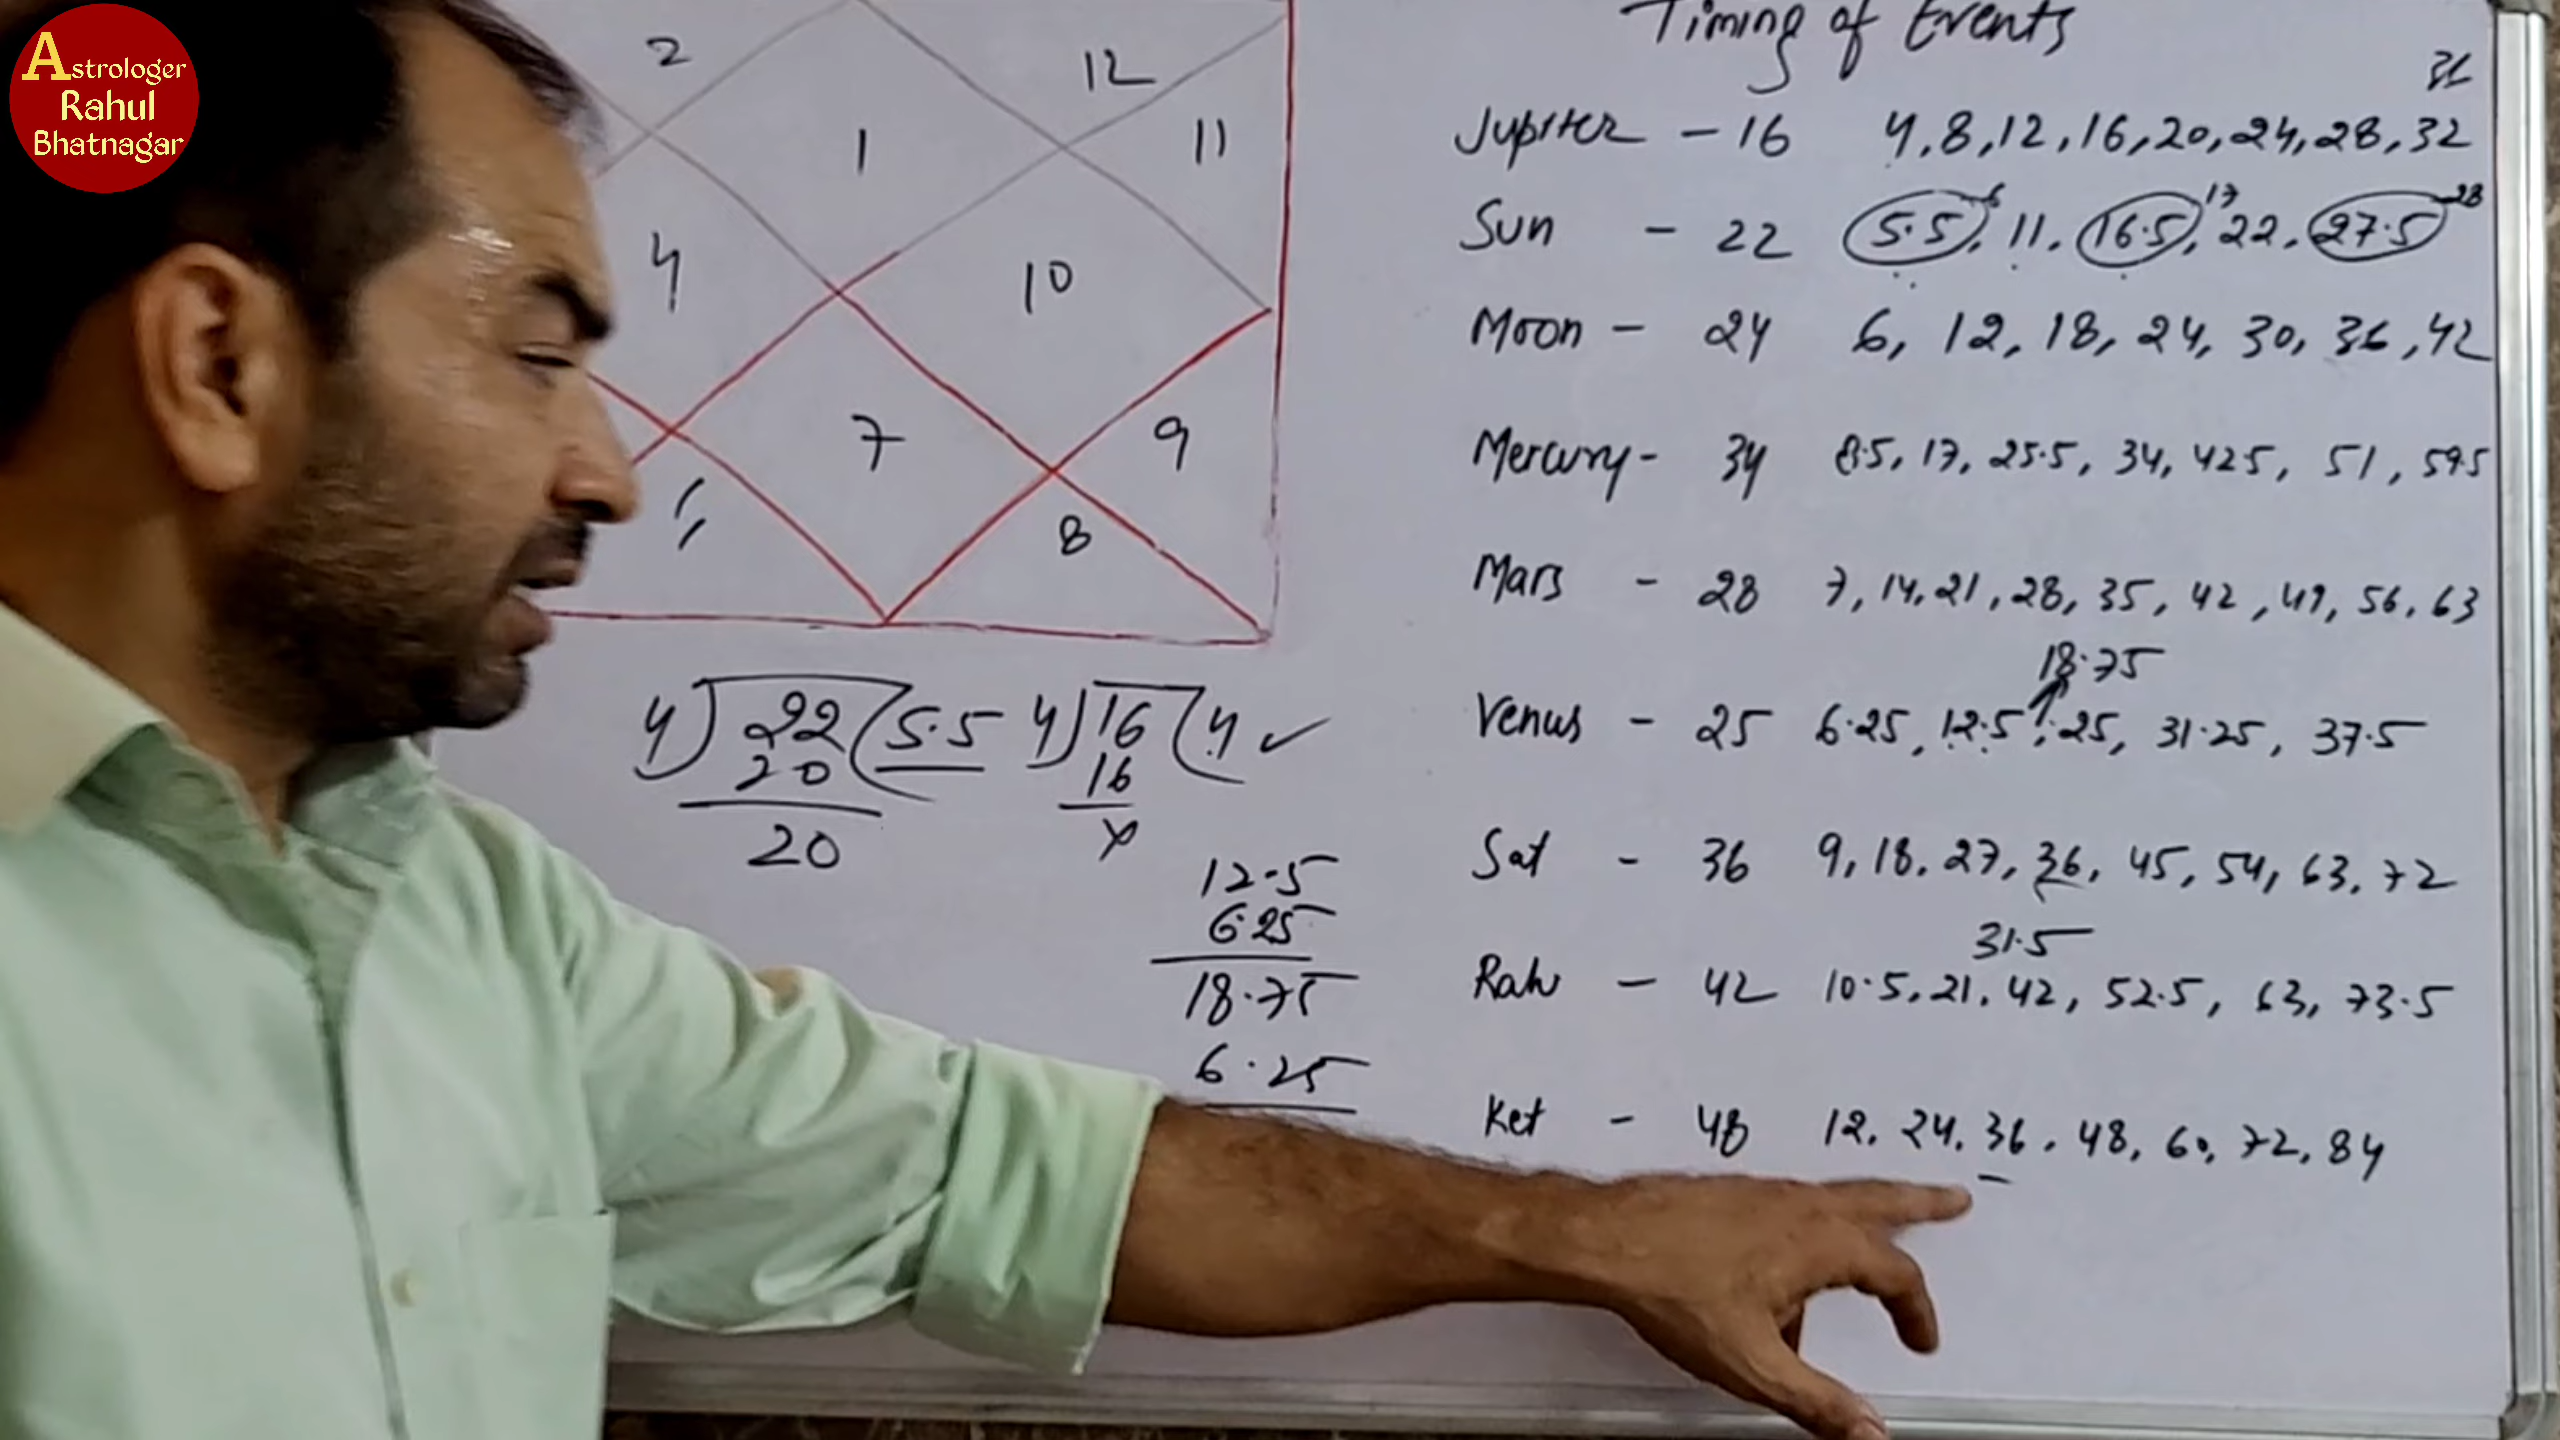 Astrologer
Rahul
Bhatnagar
2
12
1
11
4
10
7
9
8
4) 22 (5.5
20
20
4) 16 (4 ✓
16
x
12.5
6.25
18.75
6.25
Timing of Events
36
Jupiter - 16 4, 8, 12, 16, 20, 24, 28, 32
Sun - 22 5.5, 6 11, 16.5, 17 22, 27.5 28
Moon - 24 6, 12, 18, 24, 30, 36, 42
Mercury - 34 8.5, 17, 25.5, 34, 42.5, 51, 59.5
Mars - 28 7, 14, 21, 28, 35, 42, 49, 56, 63
18.75
Venus - 25 6.25, 12.5, 25, 31.25, 37.5
Sat - 36 9, 18, 27, 36, 45, 54, 63, 72
31.5
Rahu - 42 10.5, 21, 42, 52.5, 63, 73.5
Ket - 48 12, 24, 36, 48, 60, 72, 84